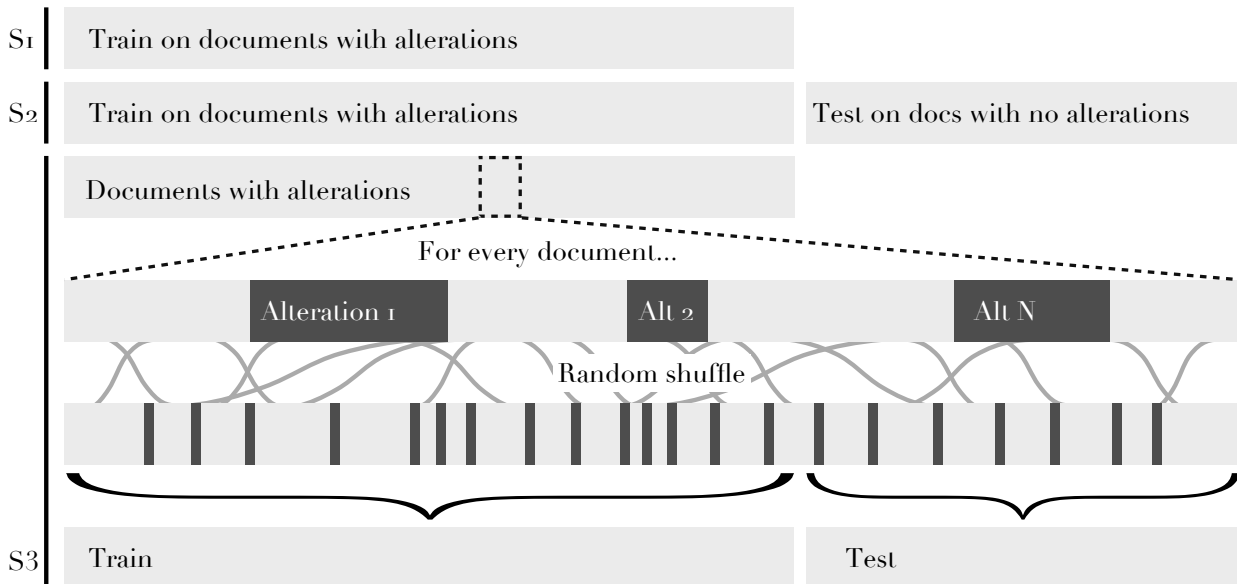 S1 Train on documents with alterations
S2 Train on documents with alterations Test on docs with no alterations
Documents with alterations
For every document...
Alteration 1 Alt 2 Alt N
Random shuffle
S3 Train Test